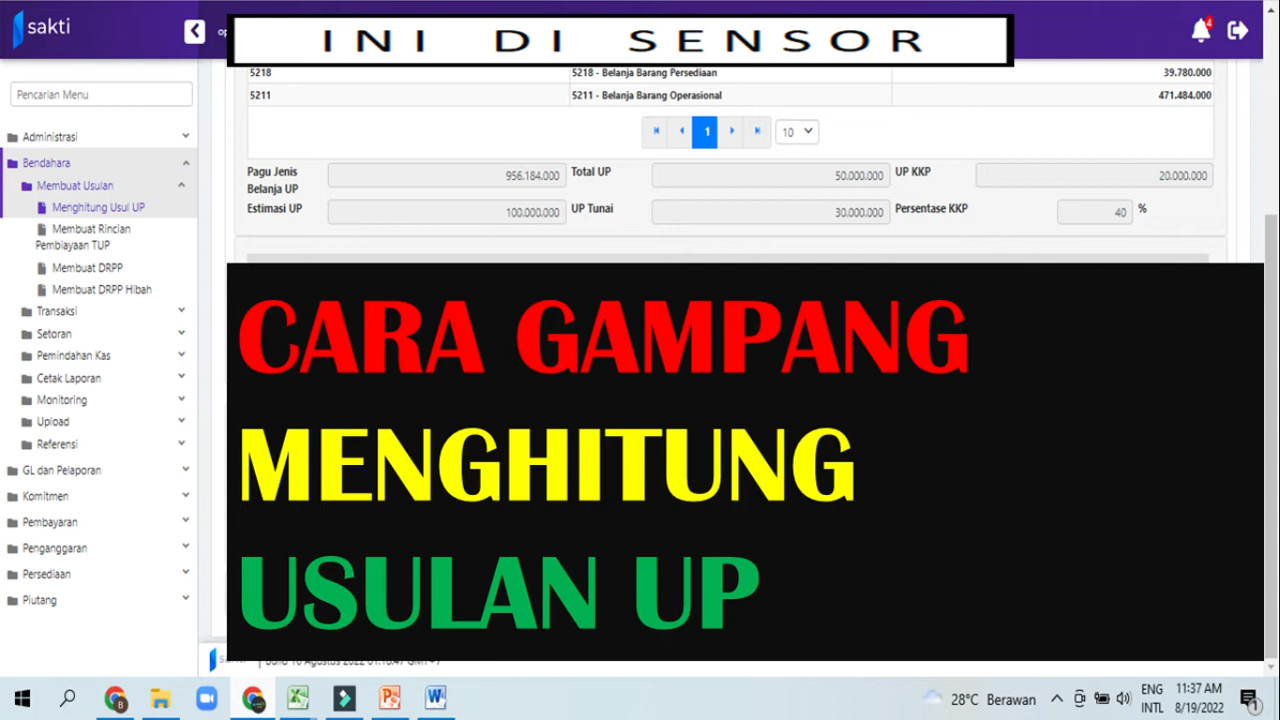 sakti
INI DI SENSOR
4
op
Pencarian Menu
Administrasi
Bendahara
Membuat Usulan
Menghitung Usul UP
Membuat Rincian
Pembiayaan TUP
Membuat DRPP
Membuat DRPP Hibah
Transaksi
Setoran
Pemindahan Kas
Cetak Laporan
Monitoring
Upload
Referensi
GL dan Pelaporan
Komitmen
Pembayaran
Penganggaran
Persediaan
Piutang
5218 5218 - Belanja Barang Persediaan 39.780.000
5211 5211 - Belanja Barang Operasional 471.484.000
1 10
Pagu Jenis Belanja UP 956.184.000 Total UP 50.000.000 UP KKP 20.000.000
Estimasi UP 100.000.000 UP Tunai 30.000.000 Persentase KKP 40 %
CARA GAMPANG
MENGHITUNG
USULAN UP
28°C Berawan
ENG
INTL
11:37 AM
8/19/2022
1